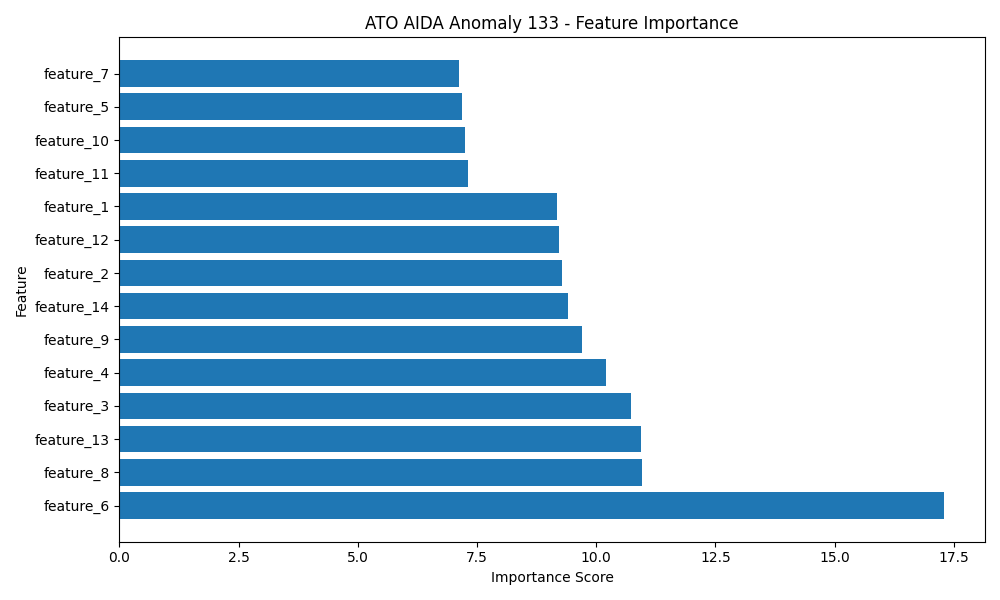 ATO AIDA Anomaly 133 - Feature Importance
Feature
feature_7
feature_5
feature_10
feature_11
feature_1
feature_12
feature_2
feature_14
feature_9
feature_4
feature_3
feature_13
feature_8
feature_6
0.0 2.5 5.0 7.5 10.0 12.5 15.0 17.5
Importance Score